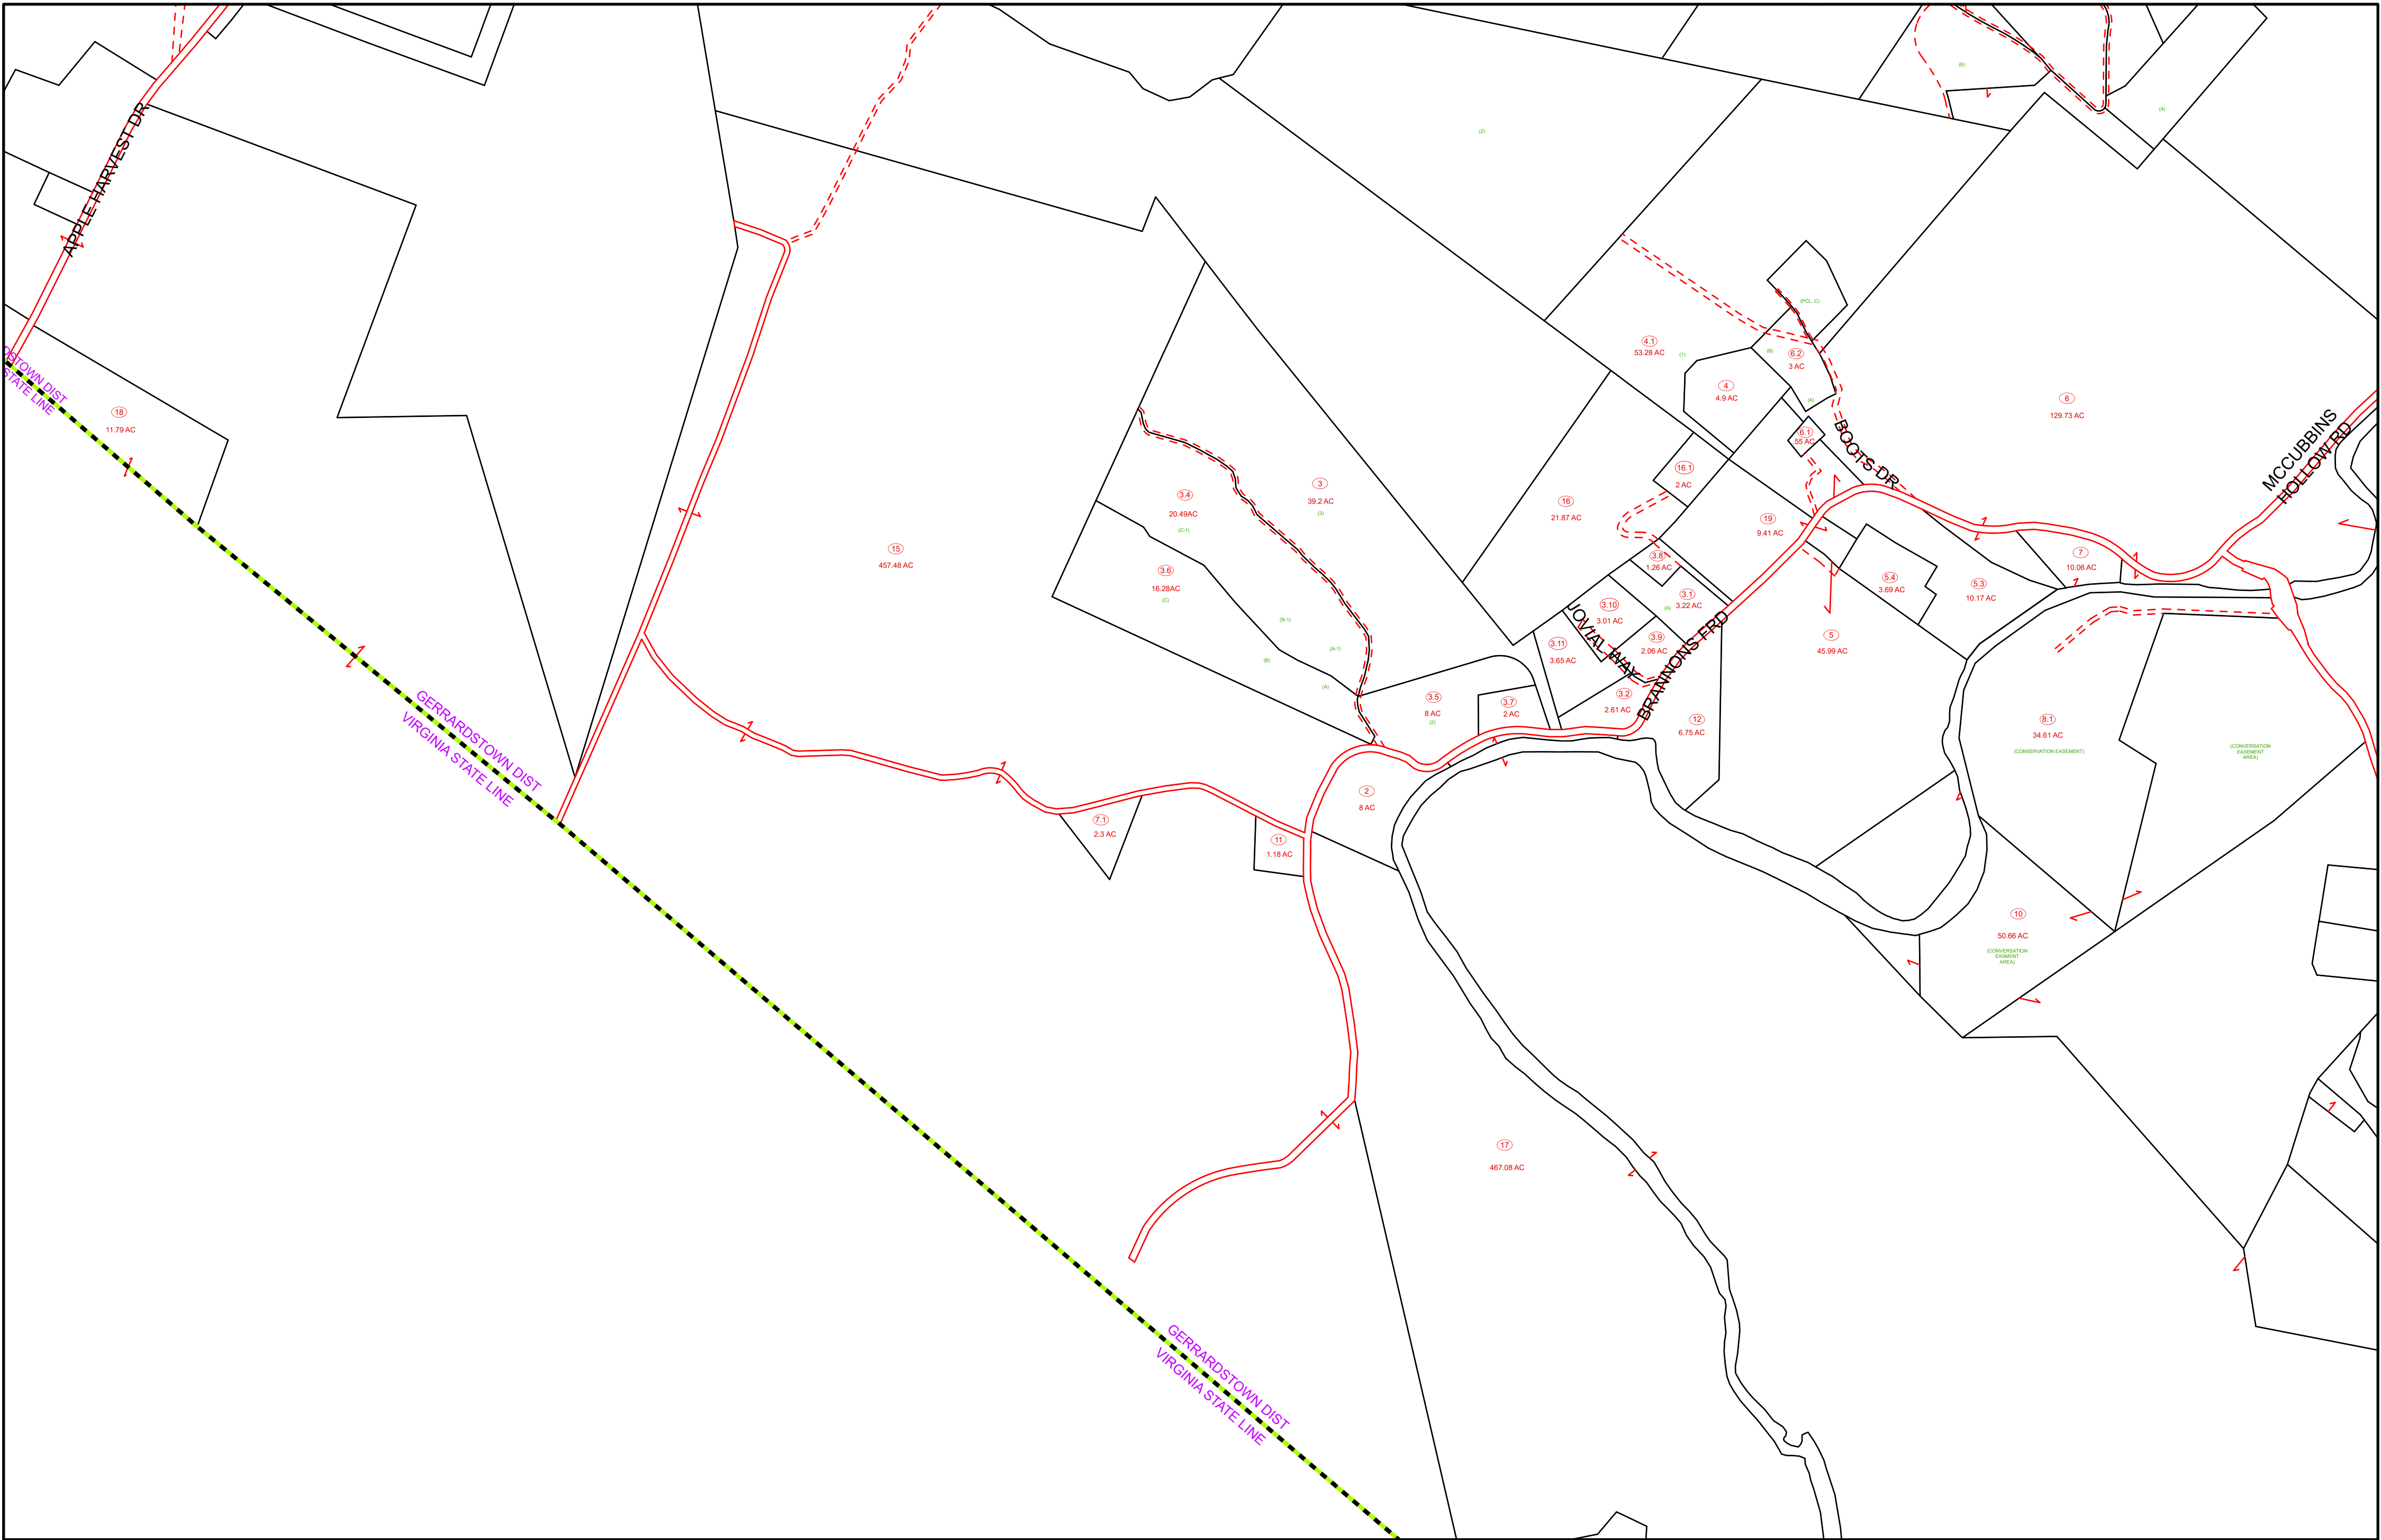 APPLE HARVEST DR
(6)
(4)
(2)
(PCL. C)
4.1
53.28 AC
(1)
(B)
6.2
3 AC
4
4.9 AC
(A)
6
129.73 AC
MCCUBBINS
HOLLOW RD
BOOTS DR
6.1
.55 AC
STATE LINE
18
11.79 AC
16.1
2 AC
3
39.2 AC
(3)
3.4
20.49AC
(C-1)
16
21.87 AC
19
9.41 AC
15
457.48 AC
3.8
1.26 AC
7
10.06 AC
3.6
16.28AC
(C)
5.4
3.69 AC
5.3
10.17 AC
3.10
3.01 AC
3.1
3.22 AC
(A)
(B-1)
JOVIAL WAY
3.9
2.06 AC
5
45.99 AC
3.11
3.65 AC
(A-1)
(B)
(A)
BRANNONS FRD
3.5
8 AC
(2)
3.7
2 AC
3.2
2.61 AC
12
6.75 AC
8.1
34.61 AC
(CONSERVATION EASEMENT)
(CONVERSATION
EASEMENT
AREA)
GERRARDSTOWN DIST
VIRGINIA STATE LINE
2
8 AC
7.1
2.3 AC
11
1.18 AC
10
50.66 AC
(CONVERSATION
EASMENT
AREA)
17
467.08 AC
GERRARDSTOWN DIST
VIRGINIA STATE LINE